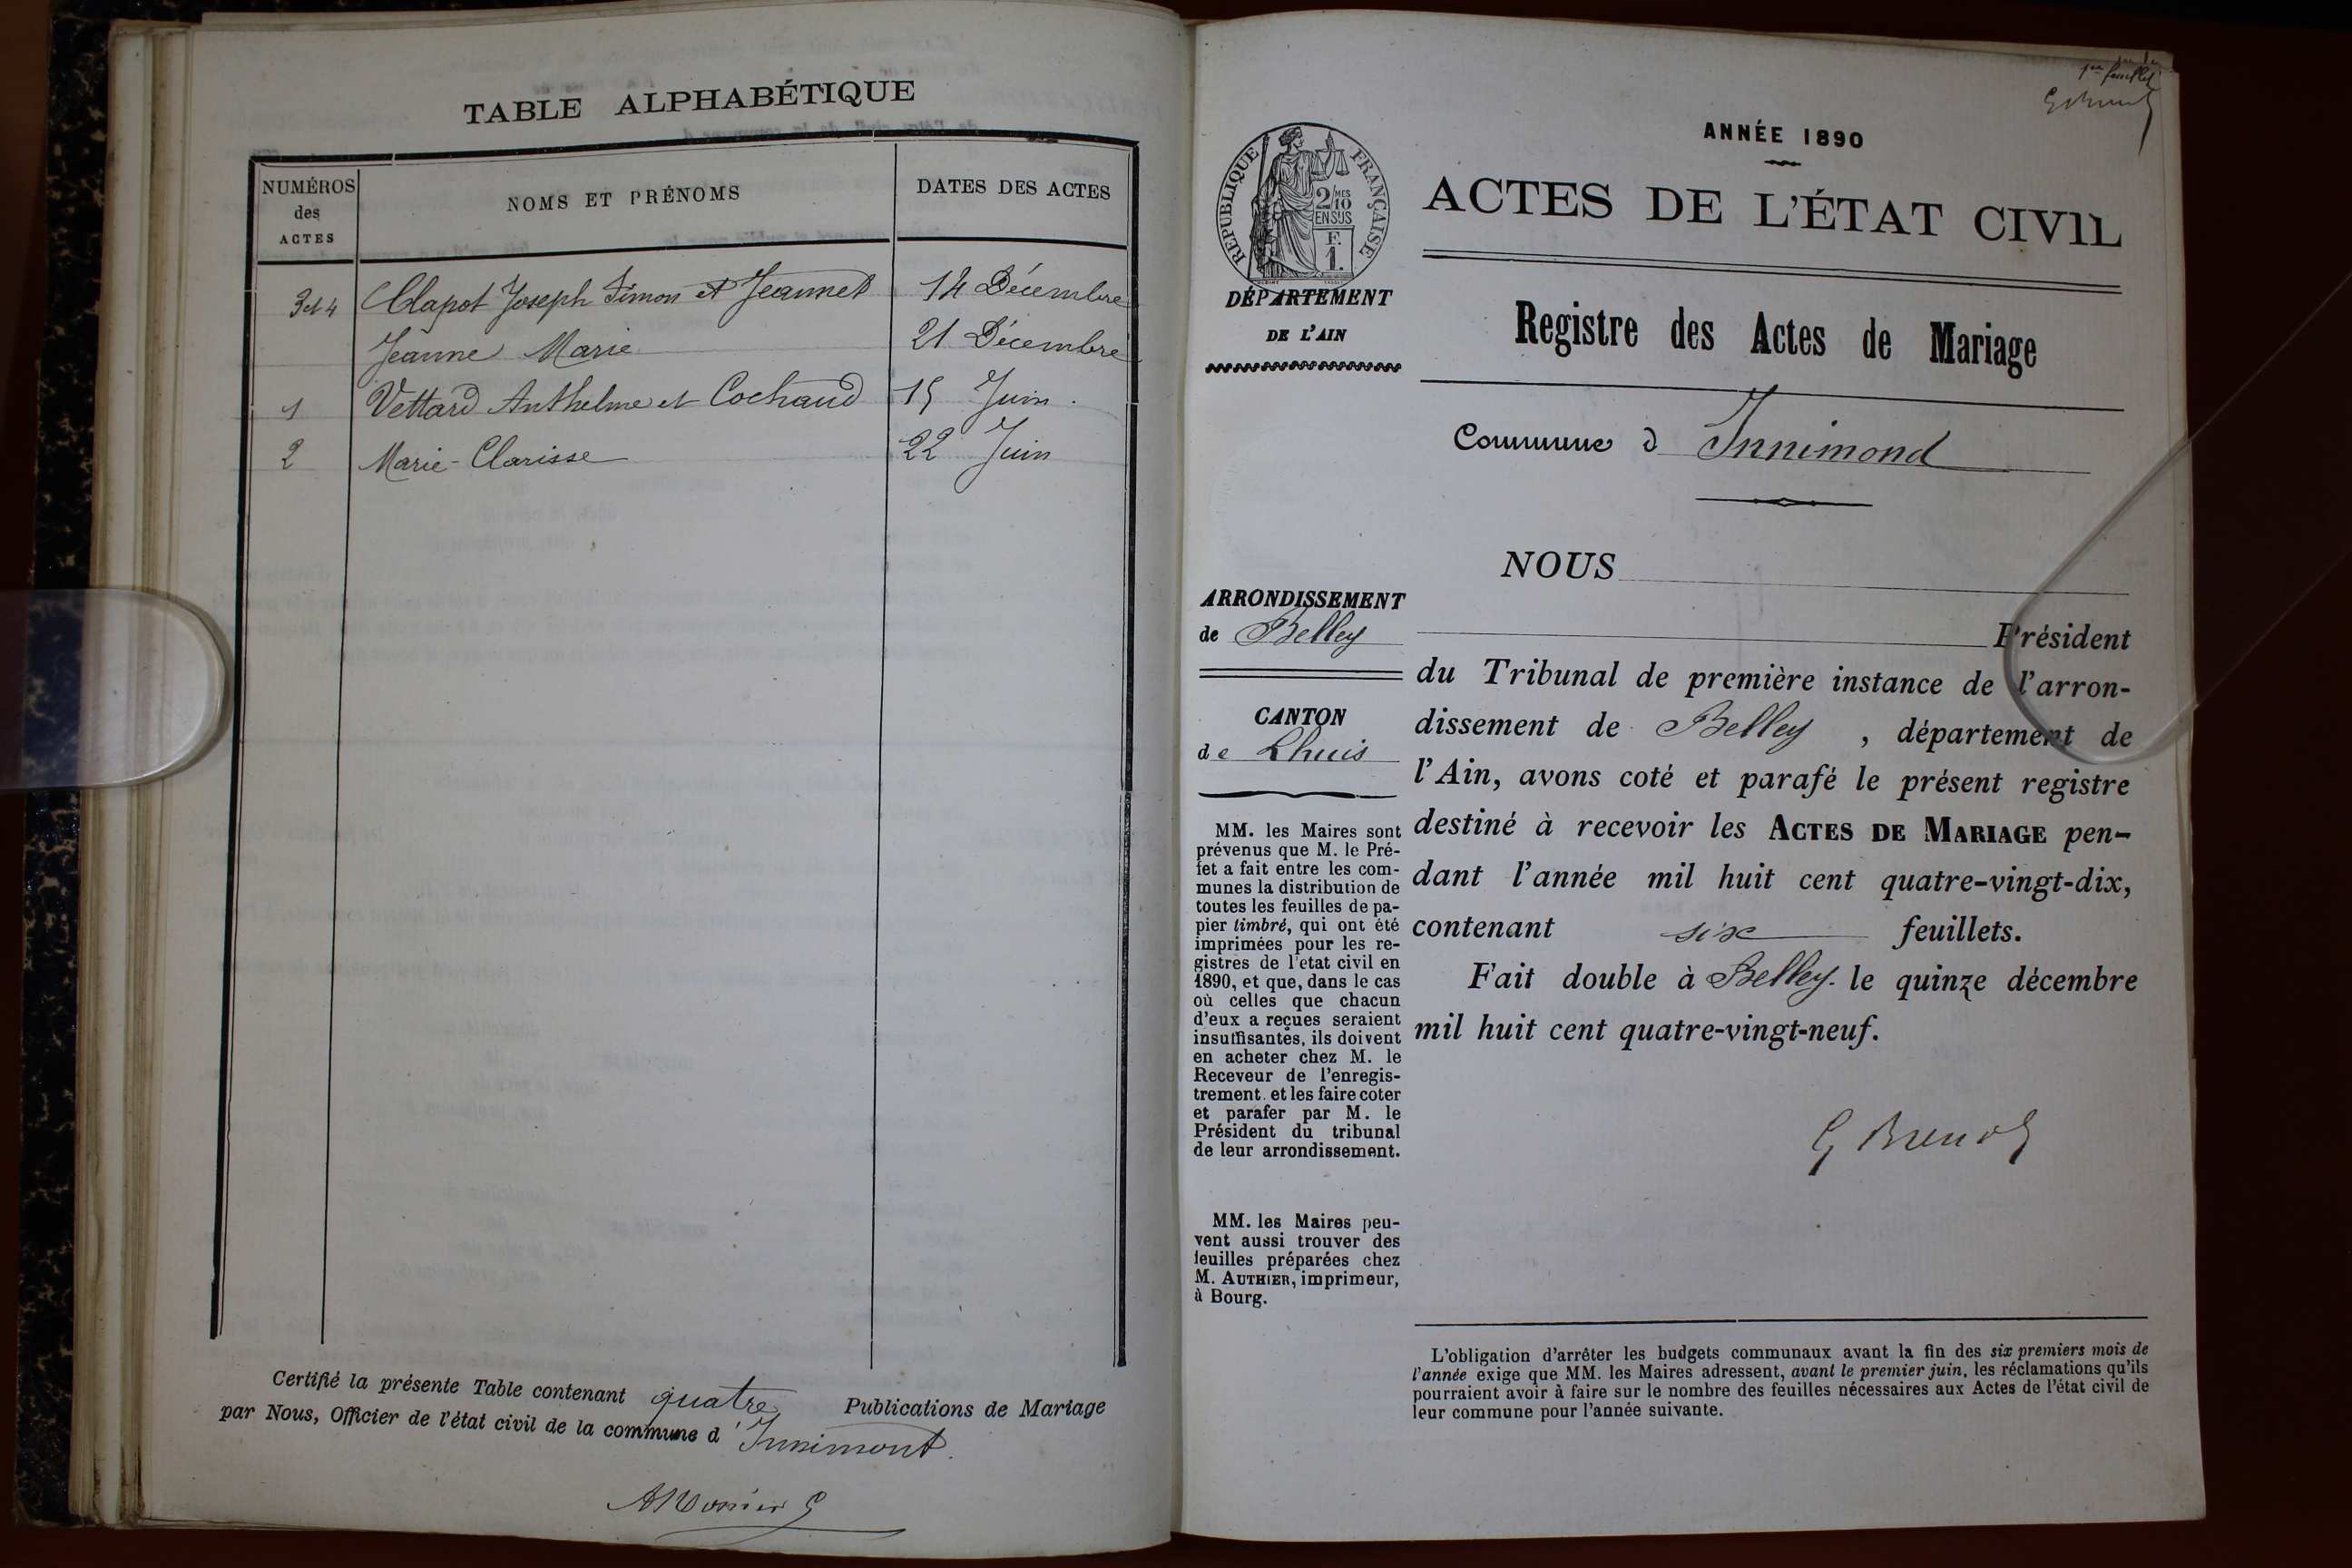 TABLE ALPHABÉTIQUE
NUMÉROS
des
ACTES
NOMS ET PRÉNOMS
DATES DES ACTES
3 et 4 Clapot Joseph Simon et Jeannet 14 Décembre
Jeanne Marie 21 Décembre
1 Vettard Anthelme et Cochaud 15 Juin.
2 Marie-Clarisse 22 Juin
Certifié la présente Table contenant quatre Publications de Mariage
par Nous, Officier de l'état civil de la commune d'Innimont.
1er feuillet
ANNÉE 1890
RÉPUBLIQUE FRANÇAISE
2/10 MES
EN SUS
F.
1.
ACTES DE L'ÉTAT CIVIL
DÉPARTEMENT
DE L'AIN
Registre des Actes de Mariage
Commune d Innimond
NOUS
ARRONDISSEMENT
de Belley
CANTON
de Lhuis
MM. les Maires sont
prévenus que M. le Pré-
fet a fait entre les com-
munes la distribution de
toutes les feuilles de pa-
pier timbré, qui ont été
imprimées pour les re-
gistres de l'etat civil en
1890, et que, dans le cas
où celles que chacun
d'eux a reçues seraient
insuffisantes, ils doivent
en acheter chez M. le
Receveur de l'enregis-
trement. et les faire coter
et parafer par M. le
Président du tribunal
de leur arrondissement.
MM. les Maires peu-
vent aussi trouver des
feuilles préparées chez
M. AUTHIER, imprimeur,
à Bourg.
Président
du Tribunal de première instance de l'arron-
dissement de Belley, département de
l'Ain, avons coté et parafé le présent registre
destiné à recevoir les ACTES DE MARIAGE pen-
dant l'année mil huit cent quatre-vingt-dix,
contenant six feuillets.
Fait double à Belley. le quinze décembre
mil huit cent quatre-vingt-neuf.
L'obligation d'arrêter les budgets communaux avant la fin des six premiers mois de
l'année exige que MM. les Maires adressent, avant le premier juin, les réclamations qu'ils
pourraient avoir à faire sur le nombre des feuilles nécessaires aux Actes de l'état civil de
leur commune pour l'année suivante.